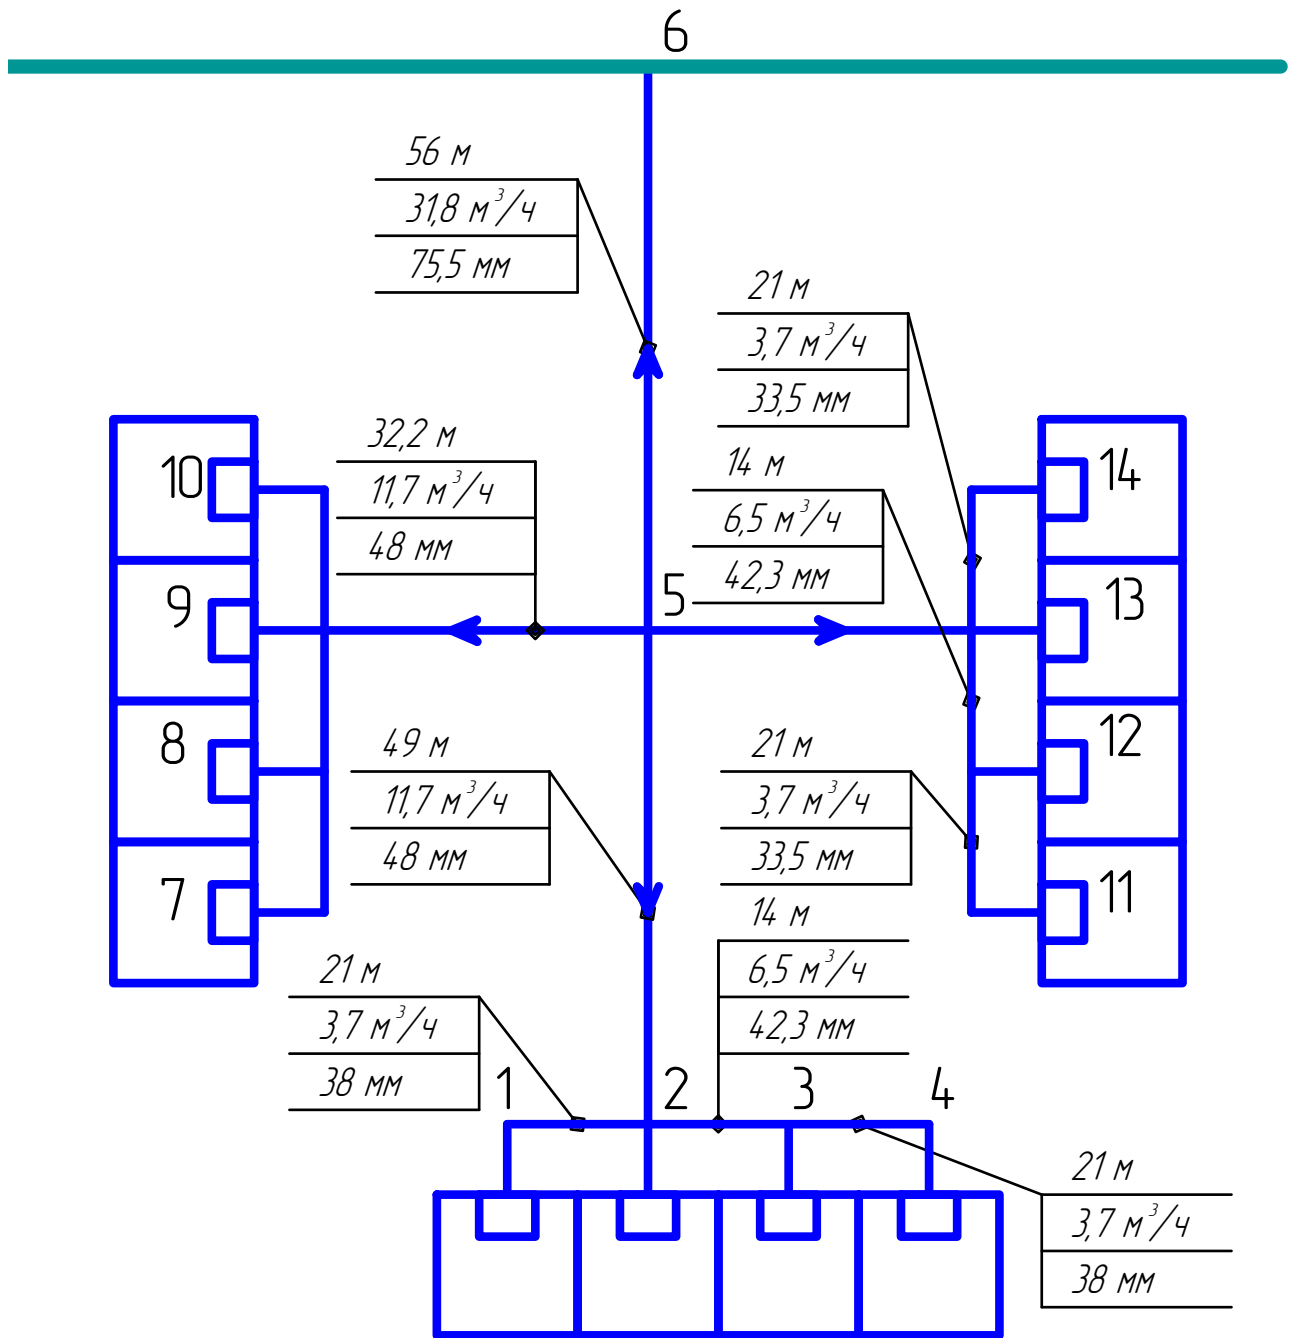 6
56 м
31,8 м³/ч
75,5 мм
21 м
3,7 м³/ч
33,5 мм
32,2 м
11,7 м³/ч
48 мм
14 м
6,5 м³/ч
42,3 мм
10
14
9
5
13
8
12
49 м
11,7 м³/ч
48 мм
21 м
3,7 м³/ч
33,5 мм
7
11
14 м
6,5 м³/ч
42,3 мм
21 м
3,7 м³/ч
38 мм
1
2
3
4
21 м
3,7 м³/ч
38 мм